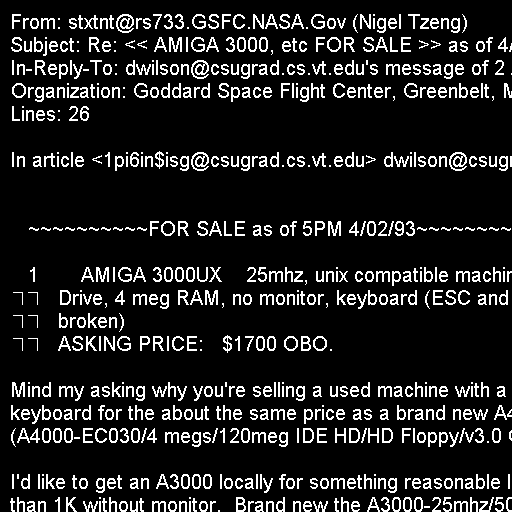 From: stxtnt@rs733.GSFC.NASA.Gov (Nigel Tzeng)
Subject: Re: << AMIGA 3000, etc FOR SALE >> as of 4/
In-Reply-To: dwilson@csugrad.cs.vt.edu's message of 2
Organization: Goddard Space Flight Center, Greenbelt,
Lines: 26
In article <1pi6in$isg@csugrad.cs.vt.edu> dwilson@csug
~~~~~~~~~~FOR SALE as of 5PM 4/02/93~~~~~~~~
1 AMIGA 3000UX 25mhz, unix compatible machin
Drive, 4 meg RAM, no monitor, keyboard (ESC and
broken)
ASKING PRICE: $1700 OBO.
Mind my asking why you're selling a used machine with a
keyboard for the about the same price as a brand new A4
(A4000-EC030/4 megs/120meg IDE HD/HD Floppy/v3.0
I'd like to get an A3000 locally for something reasonable l
than 1K without monitor. Brand new the A3000-25mhz/50